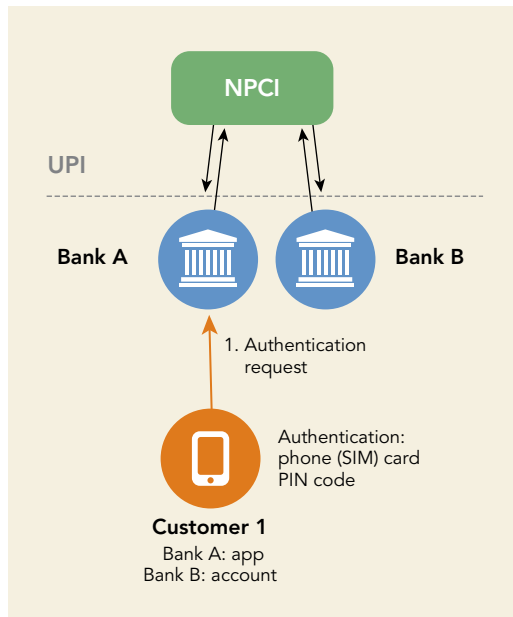 NPCI
UPI
Bank A
Bank B
1. Authentication
request
Authentication:
phone (SIM) card
PIN code
Customer 1
Bank A: app
Bank B: account